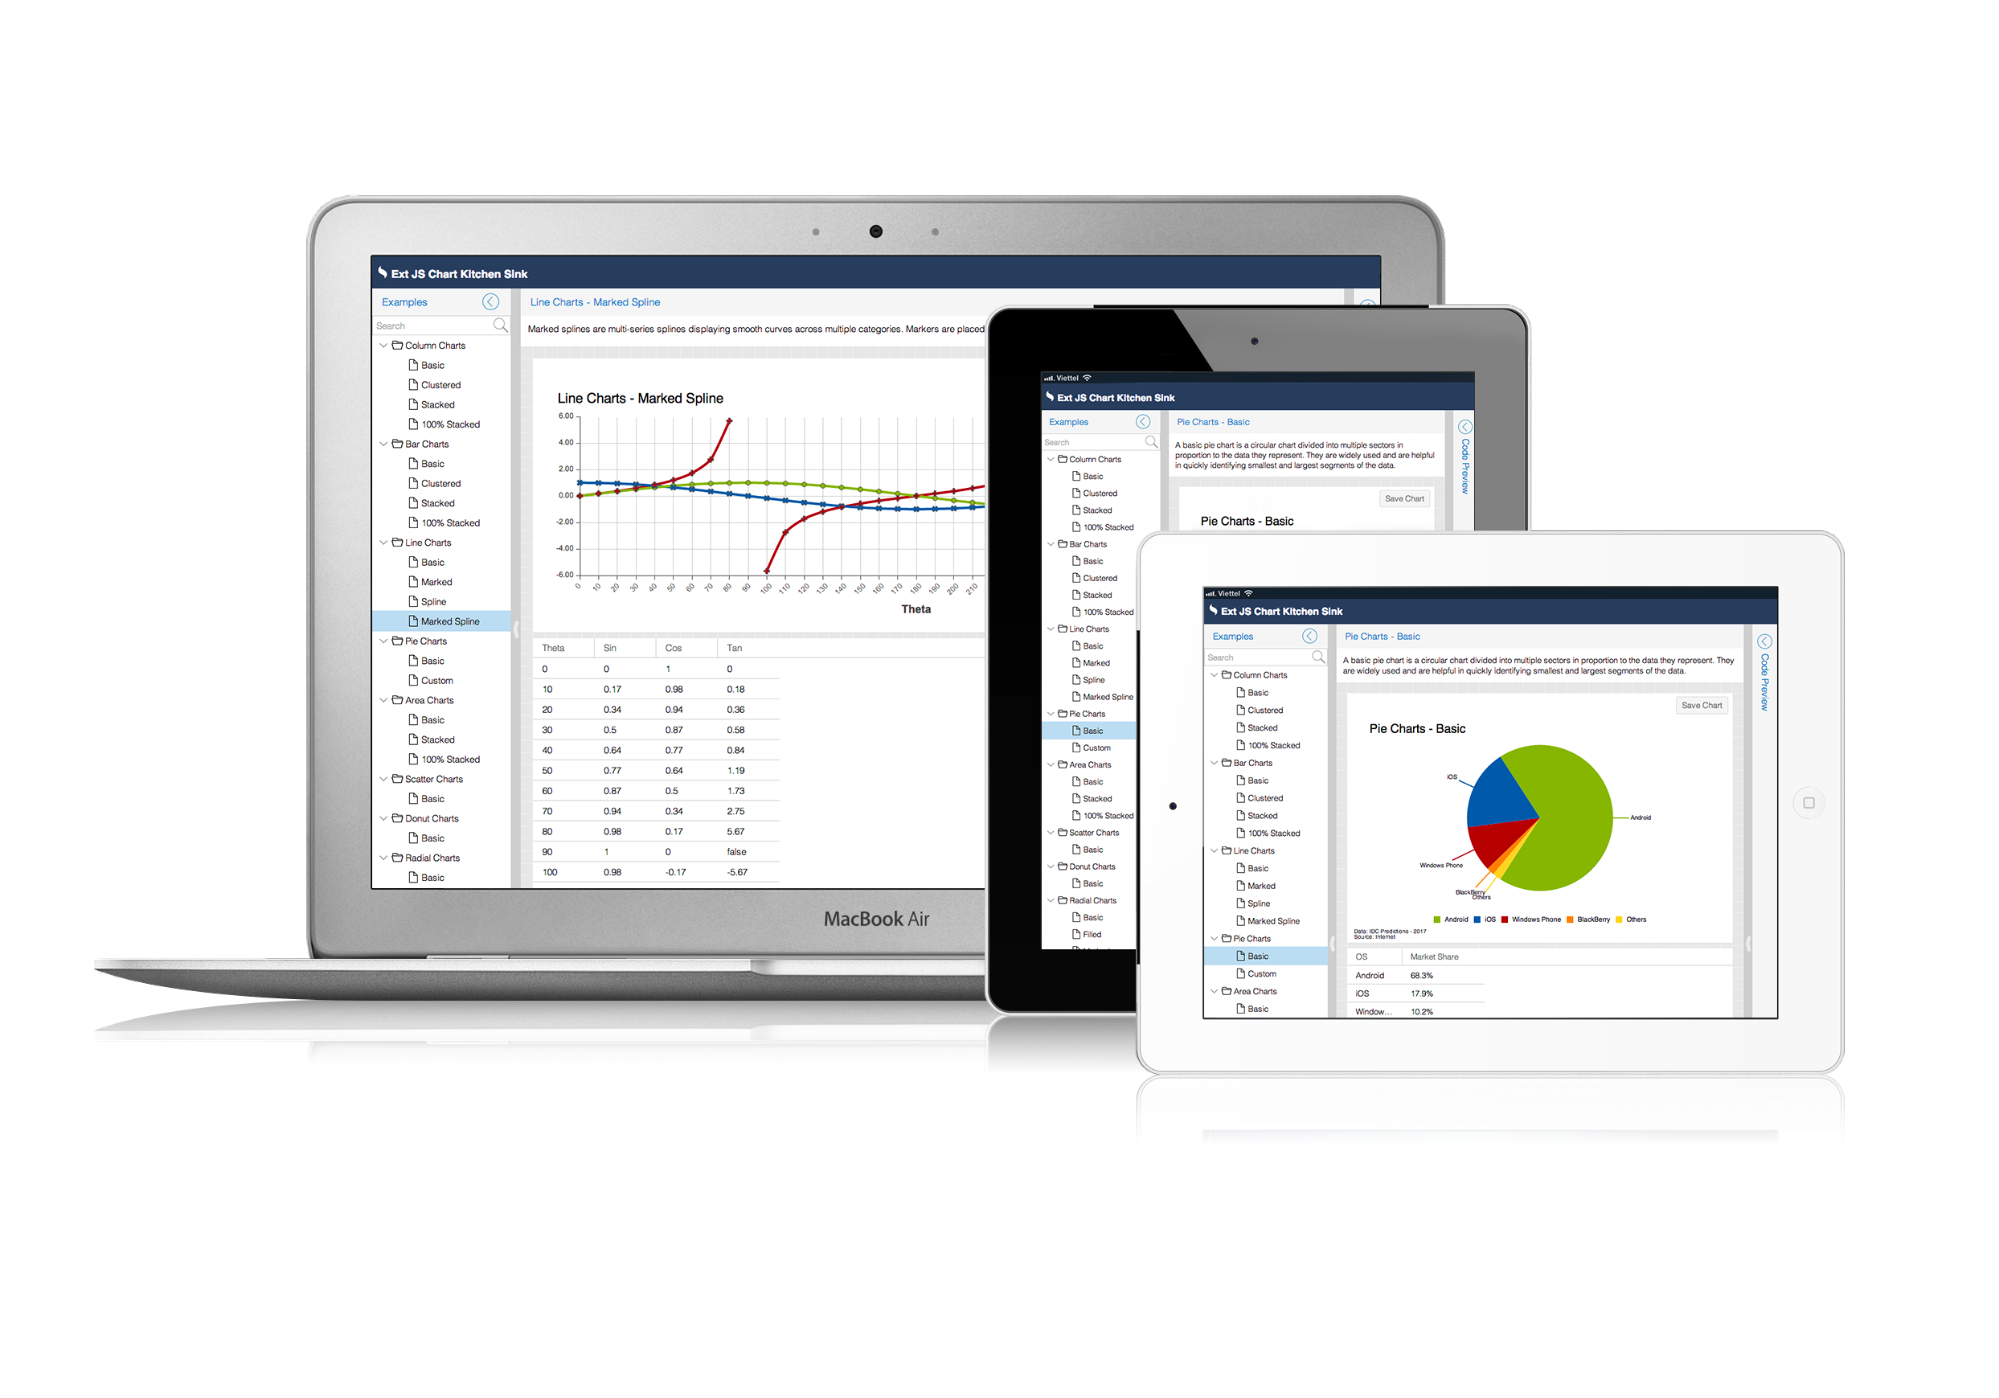 Ext JS Chart Kitchen Sink
Examples
Search
Column Charts
Basic
Clustered
Stacked
100% Stacked
Bar Charts
Basic
Clustered
Stacked
100% Stacked
Line Charts
Basic
Marked
Spline
Marked Spline
Pie Charts
Basic
Custom
Area Charts
Basic
Stacked
100% Stacked
Scatter Charts
Basic
Donut Charts
Basic
Radial Charts
Basic
Line Charts - Marked Spline
Marked splines are multi-series splines displaying smooth curves across multiple categories. Markers are placed
Line Charts - Marked Spline
6.00
4.00
2.00
0.00
-2.00
-4.00
-6.00
0 10 20 30 40 50 60 70 80 90 100 110 120 130 140 150 160 170 180 190 200 210
Theta
Theta Sin Cos Tan
0 0 1 0
10 0.17 0.98 0.18
20 0.34 0.94 0.36
30 0.5 0.87 0.58
40 0.64 0.77 0.84
50 0.77 0.64 1.19
60 0.87 0.5 1.73
70 0.94 0.34 2.75
80 0.98 0.17 5.67
90 1 0 false
100 0.98 -0.17 -5.67
MacBook Air
Viettel
Ext JS Chart Kitchen Sink
Examples
Search
Column Charts
Basic
Clustered
Stacked
100% Stacked
Bar Charts
Basic
Clustered
Stacked
100% Stacked
Line Charts
Basic
Marked
Spline
Marked Spline
Pie Charts
Basic
Custom
Area Charts
Basic
Stacked
100% Stacked
Scatter Charts
Basic
Donut Charts
Basic
Radial Charts
Basic
Filled
Pie Charts - Basic
A basic pie chart is a circular chart divided into multiple sectors in
proportion to the data they represent. They are widely used and are helpful
in quickly identifying smallest and largest segments of the data.
Save Chart
Pie Charts - Basic
Code Preview
Viettel
Ext JS Chart Kitchen Sink
Examples
Search
Column Charts
Basic
Clustered
Stacked
100% Stacked
Bar Charts
Basic
Clustered
Stacked
100% Stacked
Line Charts
Basic
Marked
Spline
Marked Spline
Pie Charts
Basic
Custom
Area Charts
Basic
Pie Charts - Basic
A basic pie chart is a circular chart divided into multiple sectors in proportion to the data they represent. They
are widely used and are helpful in quickly identifying smallest and largest segments of the data.
Save Chart
Pie Charts - Basic
iOS
Android
Windows Phone
BlackBerry
Others
Android iOS Windows Phone BlackBerry Others
Data: IDC Predictions - 2017
Source: Internet
OS Market Share
Android 68.3%
iOS 17.9%
Window... 10.2%
Code Preview